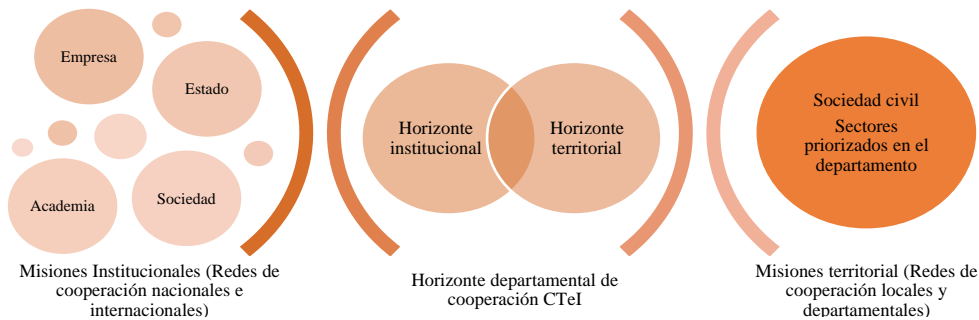 Empresa
Estado
Academia
Sociedad
Misiones Institucionales (Redes de
cooperación nacionales e
internacionales)
Horizonte
institucional
Horizonte
territorial
Horizonte departamental de
cooperación CTeI
Sociedad civil
Sectores
priorizados en el
departamento
Misiones territorial (Redes de
cooperación locales y
departamentales)